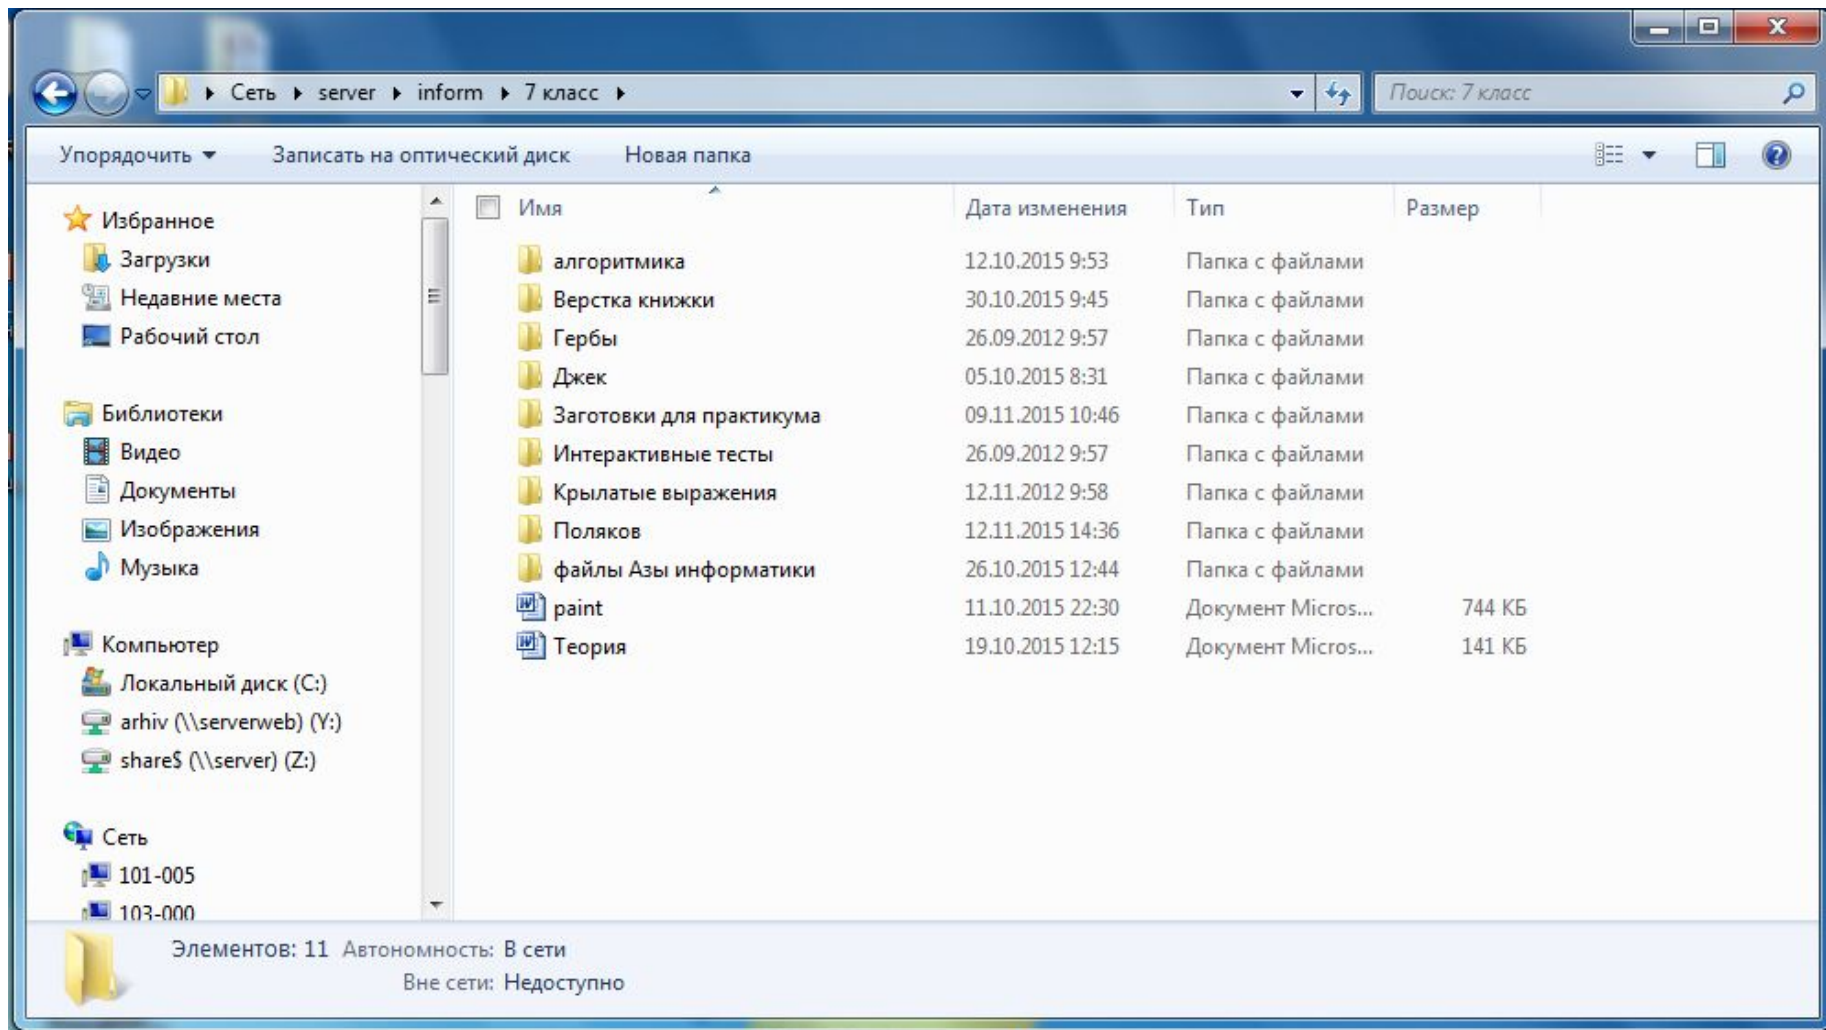 Сеть ▸ server ▸ inform ▸ 7 класс ▸
Поиск: 7 класс
Упорядочить Записать на оптический диск Новая папка
Избранное
Загрузки
Недавние места
Рабочий стол
Библиотеки
Видео
Документы
Изображения
Музыка
Компьютер
Локальный диск (C:)
arhiv (\\serverweb) (Y:)
share$ (\\server) (Z:)
Сеть
101-005
103-000
Имя Дата изменения Тип Размер
алгоритмика 12.10.2015 9:53 Папка с файлами
Верстка книжки 30.10.2015 9:45 Папка с файлами
Гербы 26.09.2012 9:57 Папка с файлами
Джек 05.10.2015 8:31 Папка с файлами
Заготовки для практикума 09.11.2015 10:46 Папка с файлами
Интерактивные тесты 26.09.2012 9:57 Папка с файлами
Крылатые выражения 12.11.2012 9:58 Папка с файлами
Поляков 12.11.2015 14:36 Папка с файлами
файлы Азы информатики 26.10.2015 12:44 Папка с файлами
paint 11.10.2015 22:30 Документ Micros... 744 КБ
Теория 19.10.2015 12:15 Документ Micros... 141 КБ
Элементов: 11 Автономность: В сети
Вне сети: Недоступно